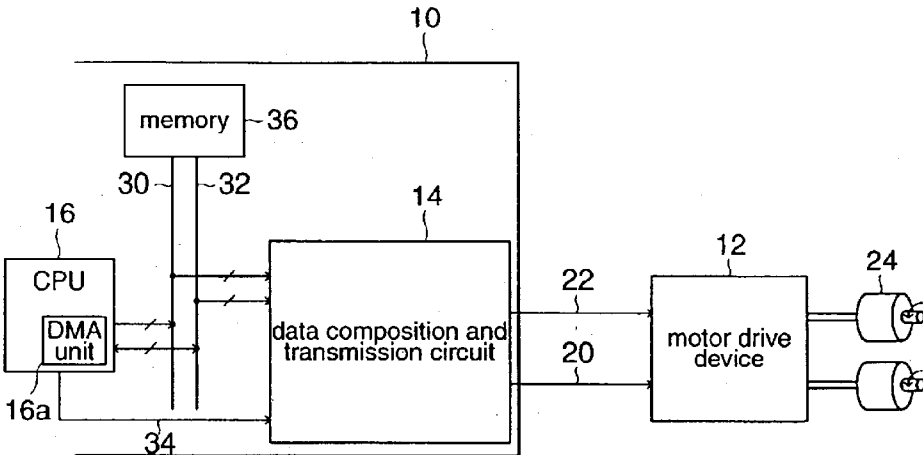 10
memory
36
30
32
16
14
CPU
12
24
DMA
unit
22
data composition and
transmission circuit
motor drive
device
20
16a
34